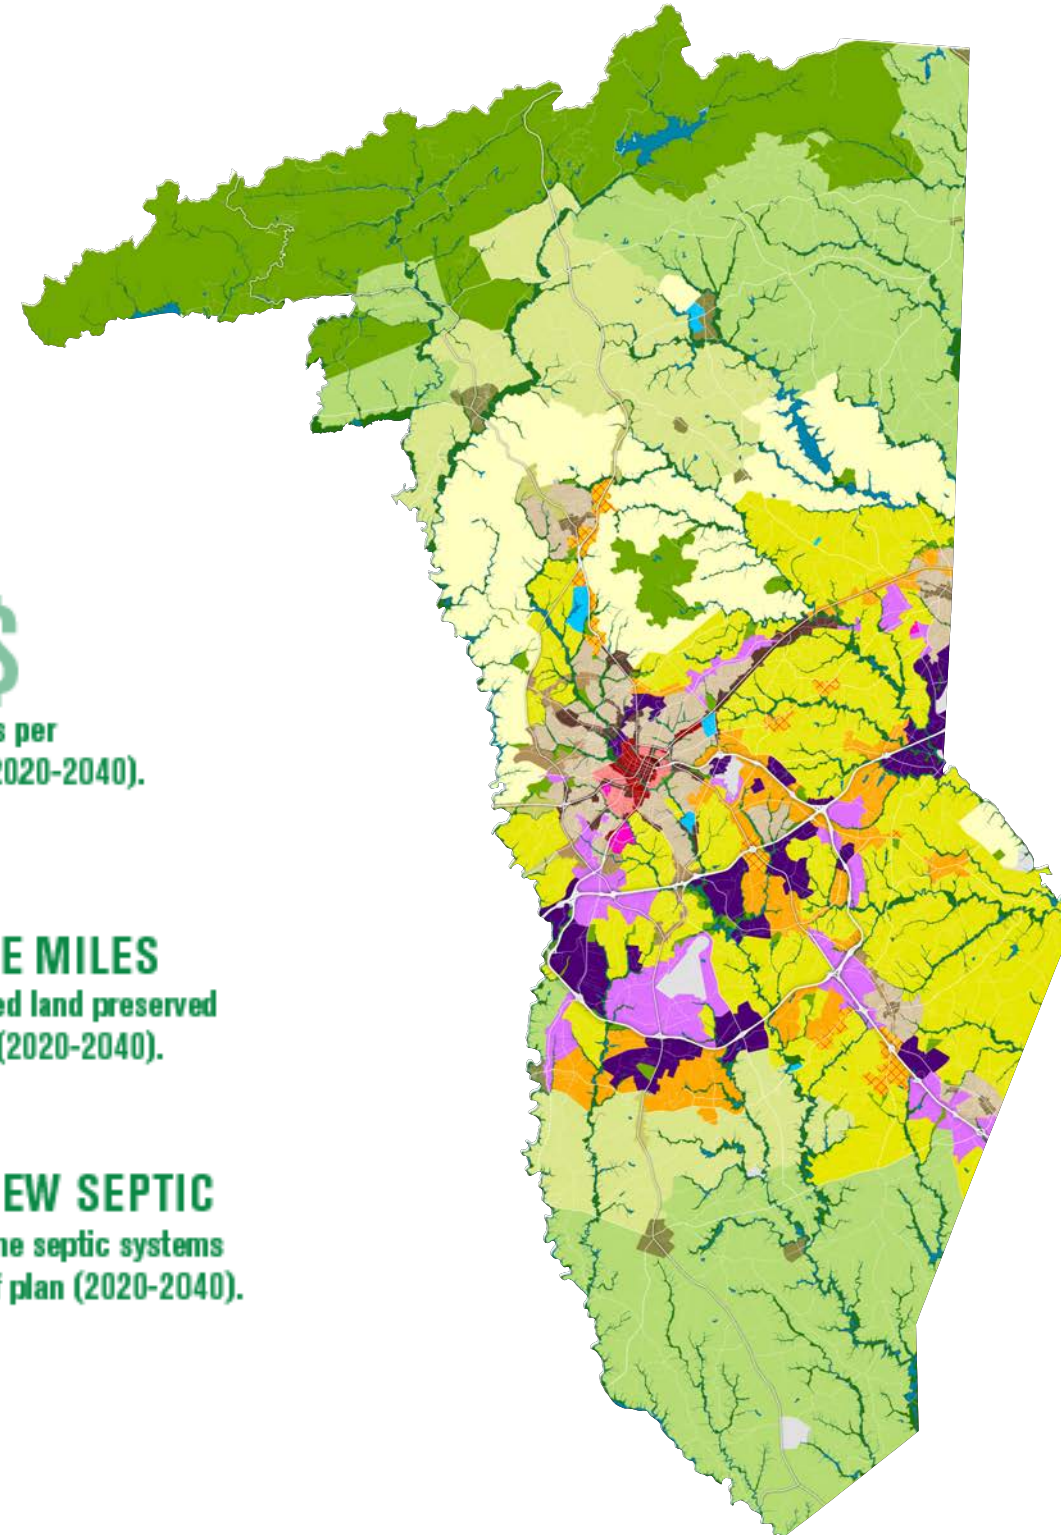 $
s per
2020-2040).
E MILES
ed land preserved
(2020-2040).
EW SEPTIC
ne septic systems
f plan (2020-2040).